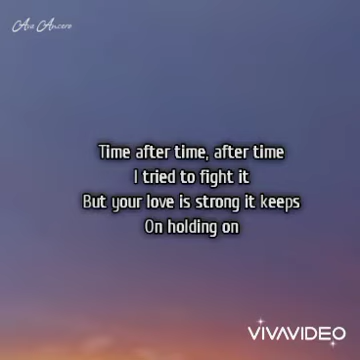 Time after time, after time
I tried to fight it
But your love is strong it keeps
On holding on
VIVAVIDEO